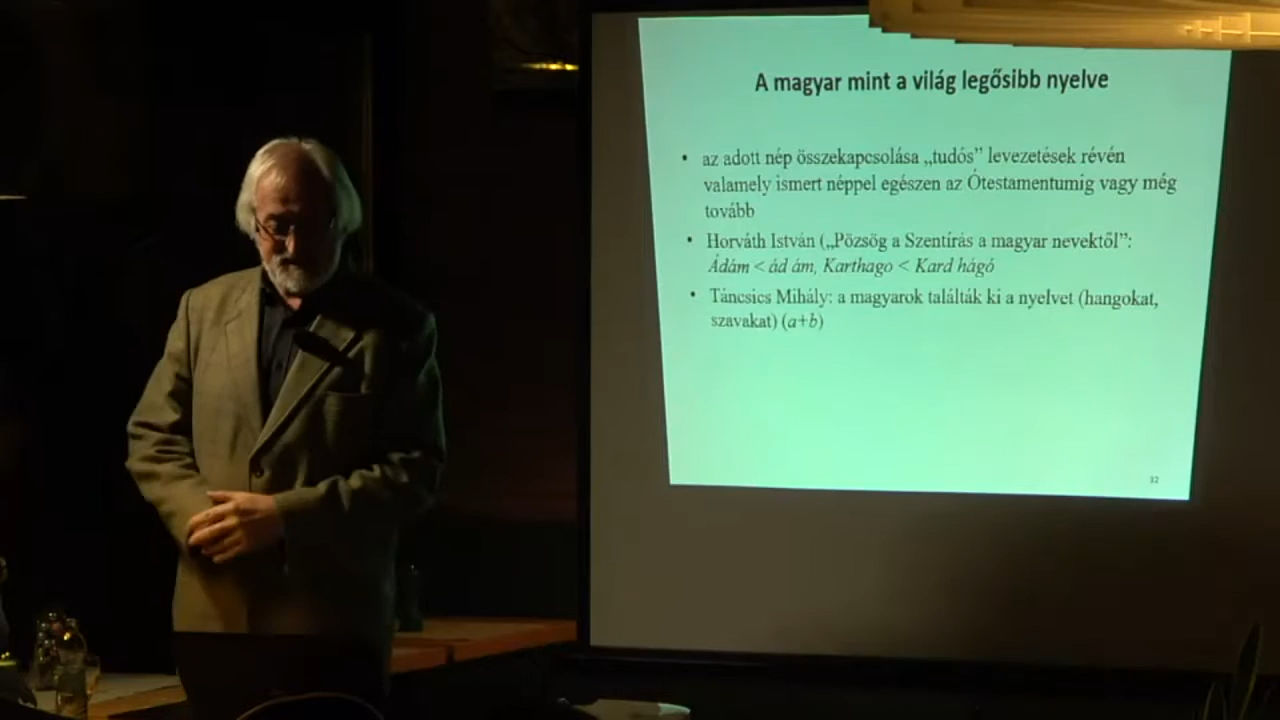 A magyar mint a világ legősibb nyelve
• az adott nép összekapcsolása „tudós” levezetések révén
valamely ismert néppel egészen az Ótestamentumig vagy még
tovább
• Horváth István („Pözsög a Szentírás a magyar nevektől”:
Ádám < ád ám, Karthago < Kard hágó
• Táncsics Mihály: a magyarok találták ki a nyelvet (hangokat,
szavakat) (a+b)
32